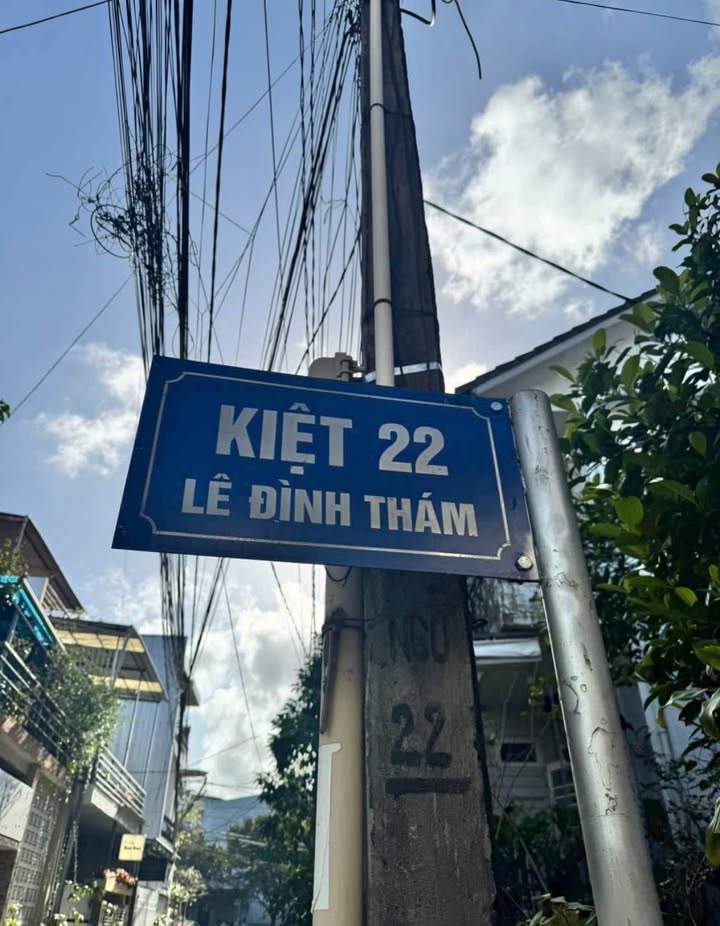 KIỆT 22
LÊ ĐÌNH THÁM
NGÕ
22